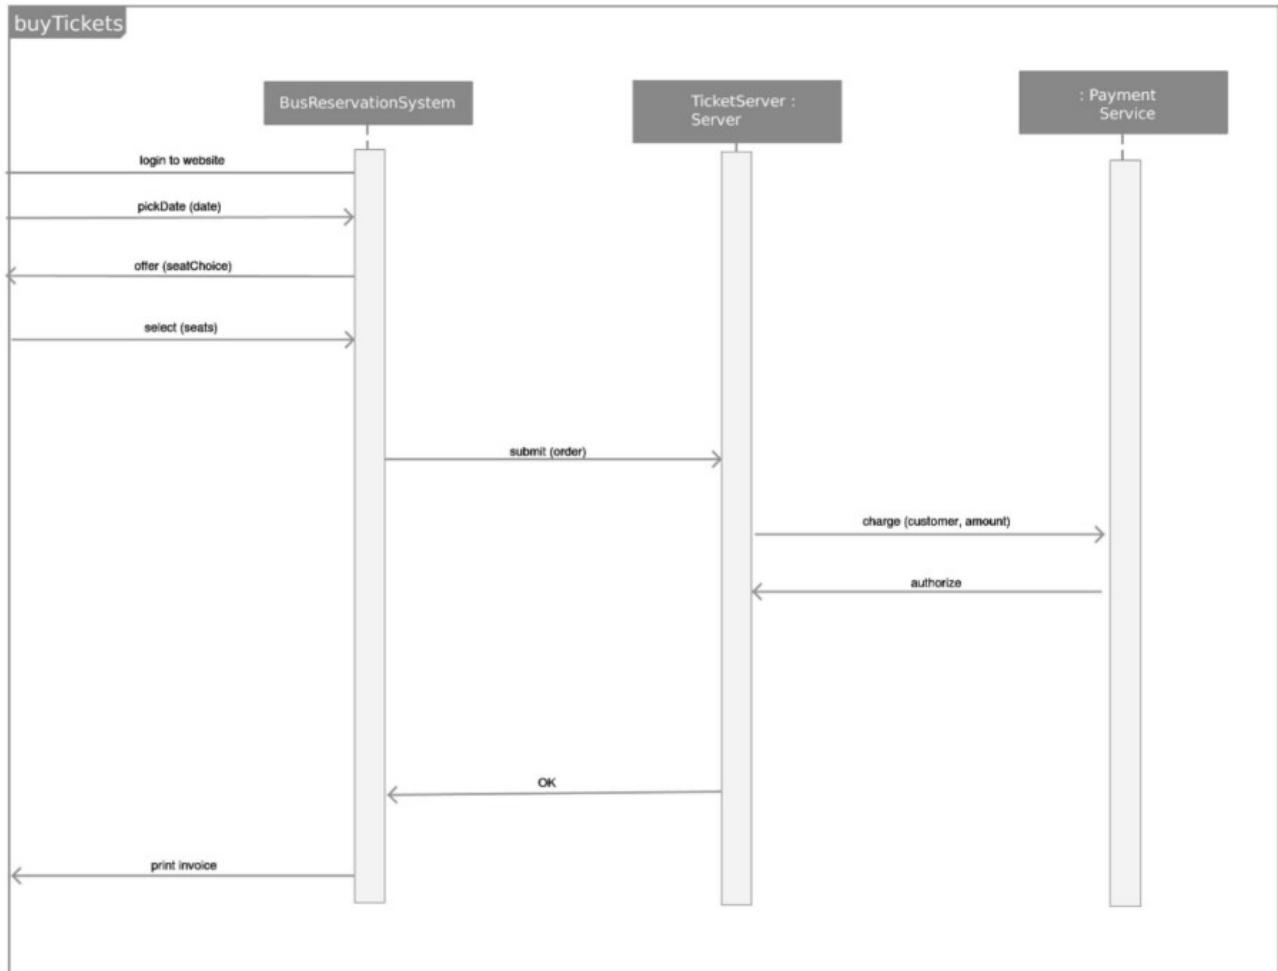 buyTickets
BusReservationSystem
TicketServer :
Server
: Payment
Service
login to website
pickDate (date)
offer (seatChoice)
select (seats)
submit (order)
charge (customer, amount)
authorize
OK
print invoice